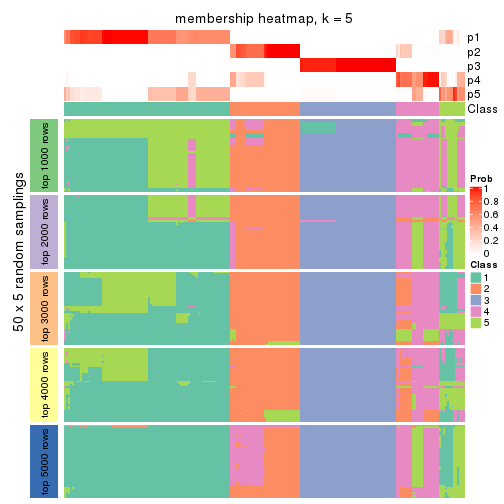 membership heatmap, k = 5
p1
p2
p3
p4
p5
Class
50 x 5 random samplings
top 1000 rows
top 2000 rows
top 3000 rows
top 4000 rows
top 5000 rows
Prob
1
0.8
0.6
0.4
0.2
0
Class
1
2
3
4
5